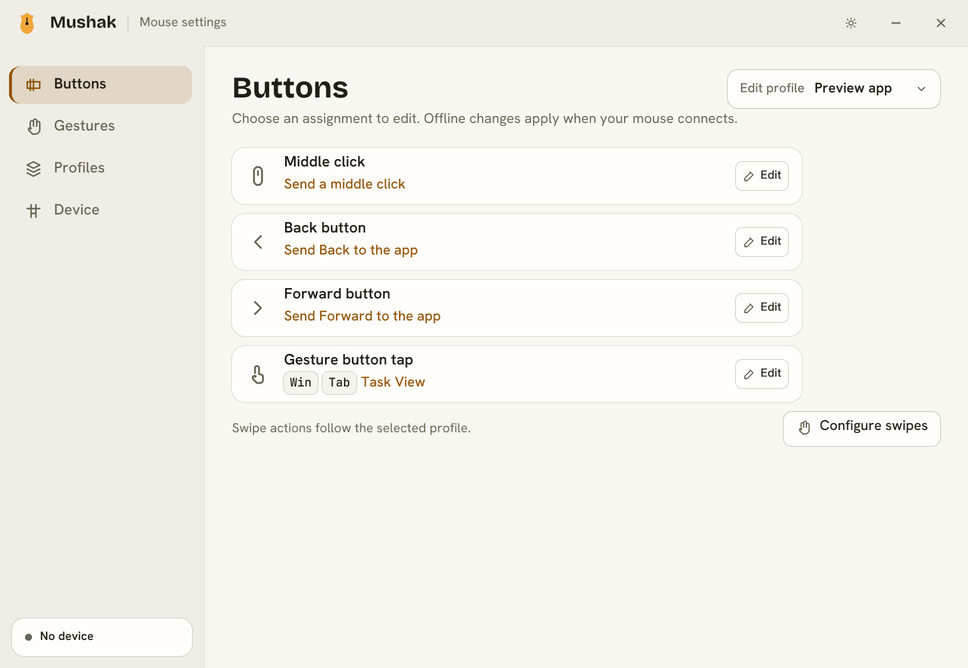 Mushak | Mouse settings
Buttons
Gestures
Profiles
Device
No device
Buttons
Edit profile Preview app
Choose an assignment to edit. Offline changes apply when your mouse connects.
Middle click
Send a middle click
Edit
Back button
Send Back to the app
Edit
Forward button
Send Forward to the app
Edit
Gesture button tap
Win Tab Task View
Edit
Swipe actions follow the selected profile.
Configure swipes